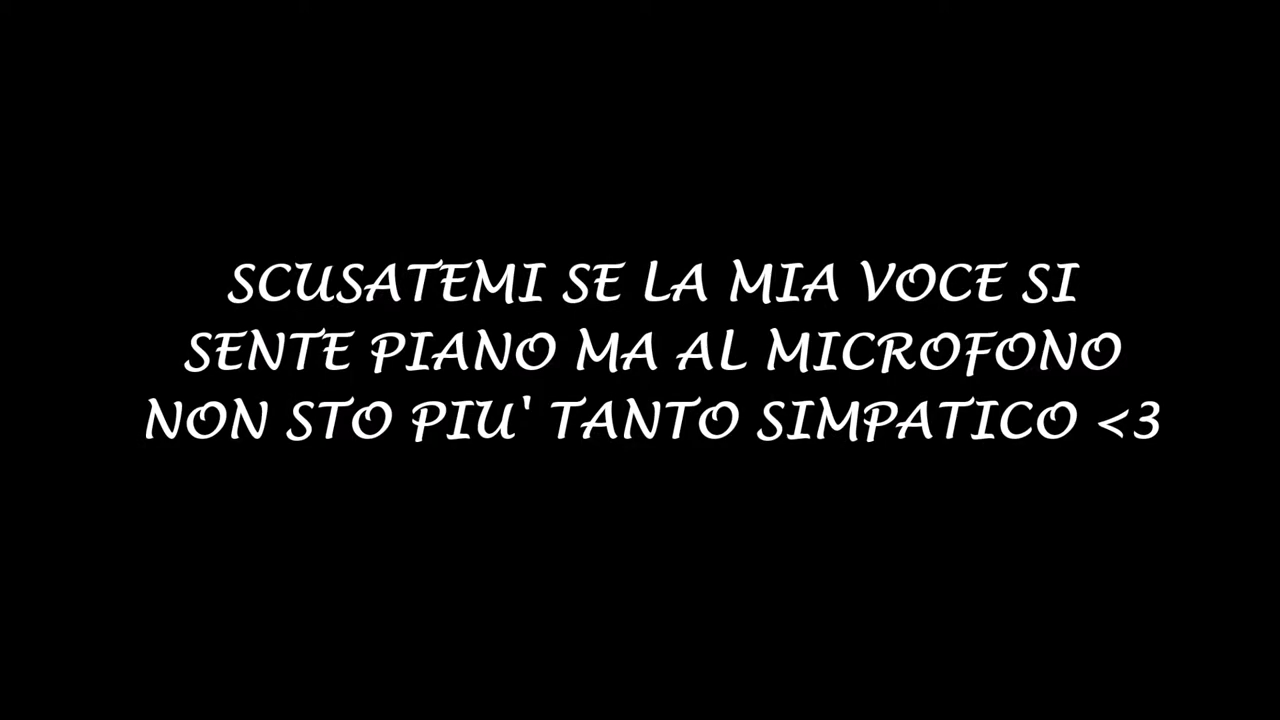 SCUSATEMI SE LA MIA VOCE SI
SENTE PIANO MA AL MICROFONO
NON STO PIU' TANTO SIMPATICO <3